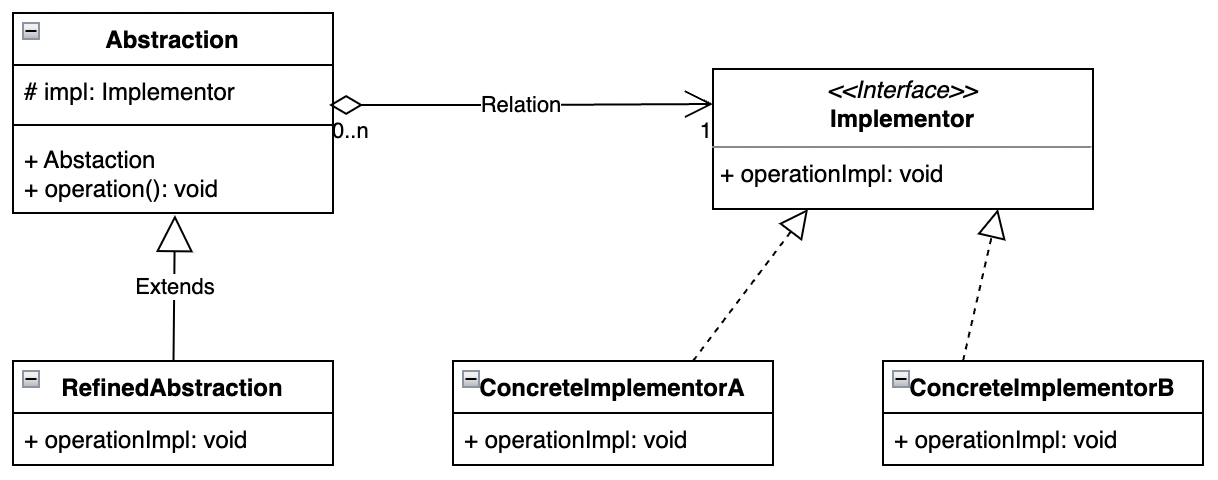 Abstraction
# impl: Implementor
+ Abstaction
+ operation(): void
Relation
0..n
1
<<Interface>>
Implementor
+ operationImpl: void
Extends
RefinedAbstraction
+ operationImpl: void
ConcreteImplementorA
+ operationImpl: void
ConcreteImplementorB
+ operationImpl: void